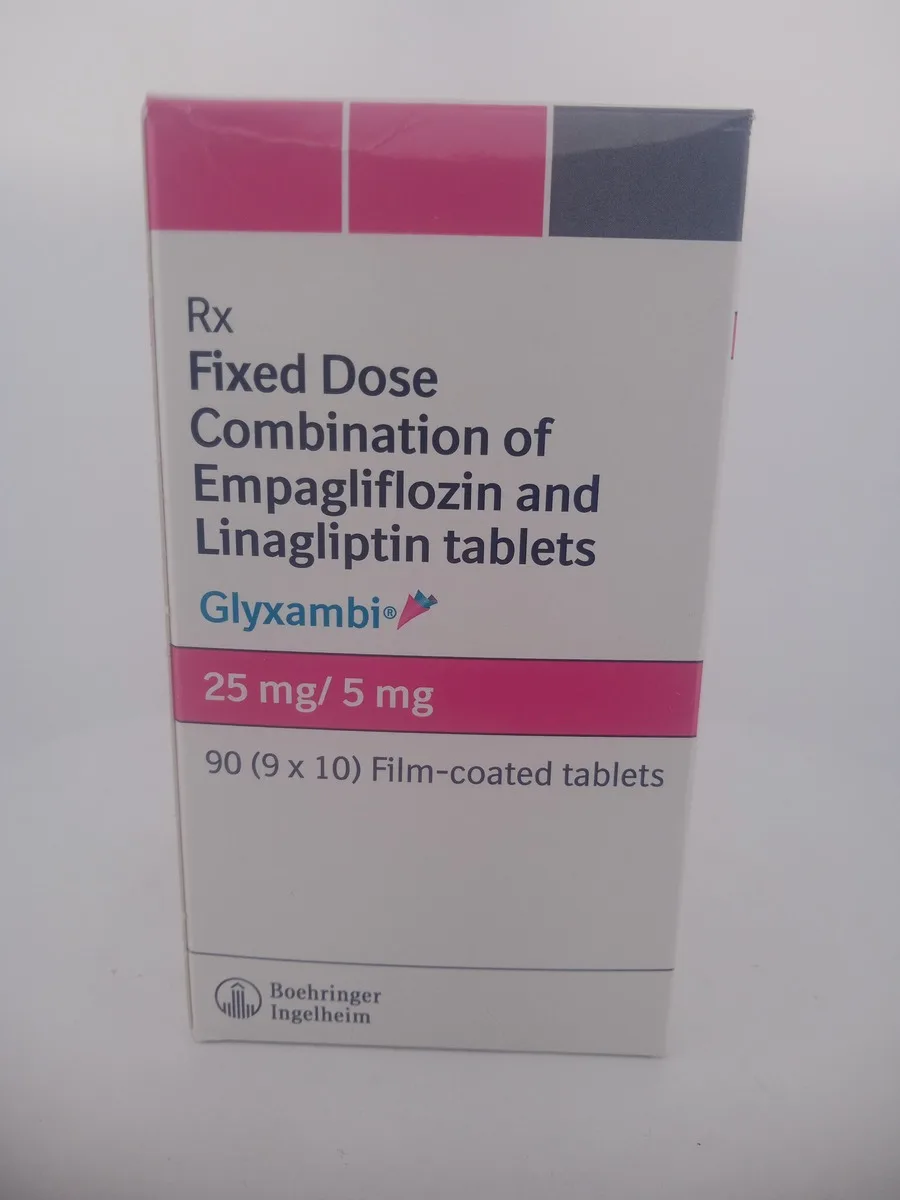 Rx
Fixed Dose
Combination of
Empagliflozin and
Linagliptin tablets
Glyxambi®
25 mg/ 5 mg
90 (9 x 10) Film-coated tablets
Boehringer
Ingelheim